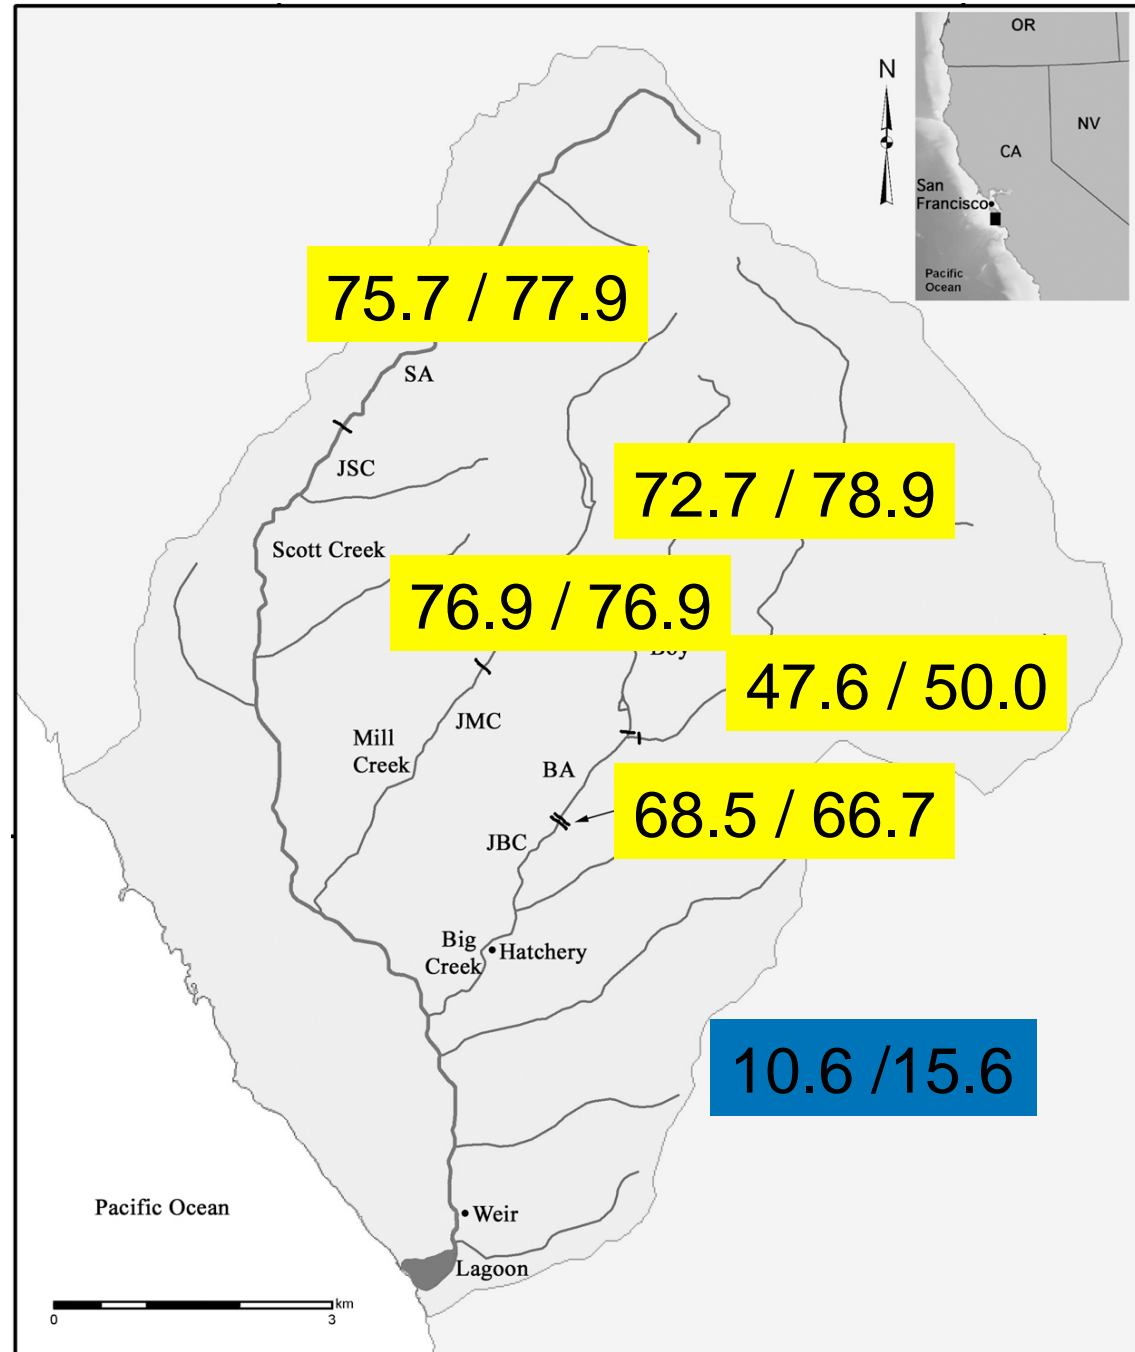 N
OR
NV
CA
San
Francisco
Pacific
Ocean
75.7 / 77.9
SA
JSC
72.7 / 78.9
Scott Creek
76.9 / 76.9
Boy
47.6 / 50.0
JMC
Mill
Creek
BA
68.5 / 66.7
JBC
Big
Creek
Hatchery
10.6 /15.6
Pacific Ocean
Weir
Lagoon
km
0
3